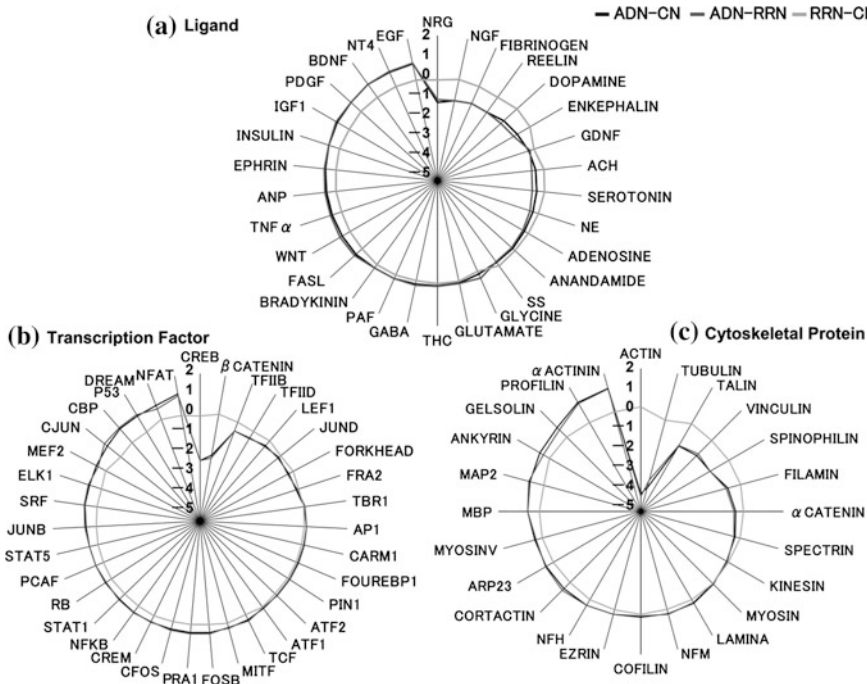 ADN-CN ADN-RRN RRN-C
(a) Ligand
NRG
NGF
FIBRINOGEN
REELIN
DOPAMINE
ENKEPHALIN
GDNF
ACH
SEROTONIN
NE
ADENOSINE
ANANDAMIDE
SS
GLYCINE
GLUTAMATE
THC
GABA
PAF
BRADYKININ
FASL
WNT
TNF α
ANP
EPHRIN
INSULIN
IGF1
PDGF
BDNF
NT4
EGF
2
1
0
-1
-2
-3
-4
-5
(b) Transcription Factor
CREB
β CATENIN
TFIIB
TFIID
LEF1
JUND
FORKHEAD
FRA2
TBR1
AP1
CARM1
FOUREBP1
PIN1
ATF2
ATF1
TCF
MITF
FOSB
PRA1
CFOS
CREM
NFKB
STAT1
RB
PCAF
STAT5
JUNB
SRF
ELK1
MEF2
CJUN
CBP
P53
DREAM
NFAT
2
1
0
-1
-2
-3
-4
-5
(c) Cytoskeletal Protein
ACTIN
TUBULIN
TALIN
VINCULIN
SPINOPHILIN
FILAMIN
α CATENIN
SPECTRIN
KINESIN
MYOSIN
LAMINA
NFM
COFILIN
EZRIN
NFH
CORTACTIN
ARP23
MYOSINV
MBP
MAP2
ANKYRIN
GELSOLIN
PROFILIN
α ACTININ
2
1
0
-1
-2
-3
-4
-5